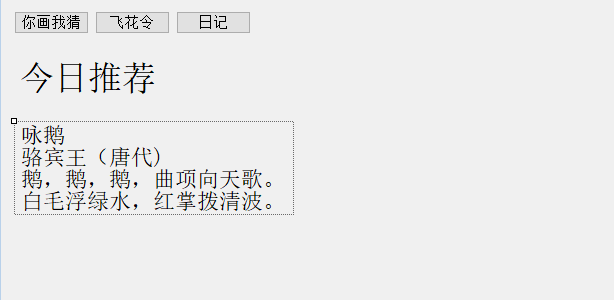 你画我猜 飞花令 日记
今日推荐
咏鹅
骆宾王（唐代)
鹅，鹅，鹅，曲项向天歌。
白毛浮绿水，红掌拨清波。